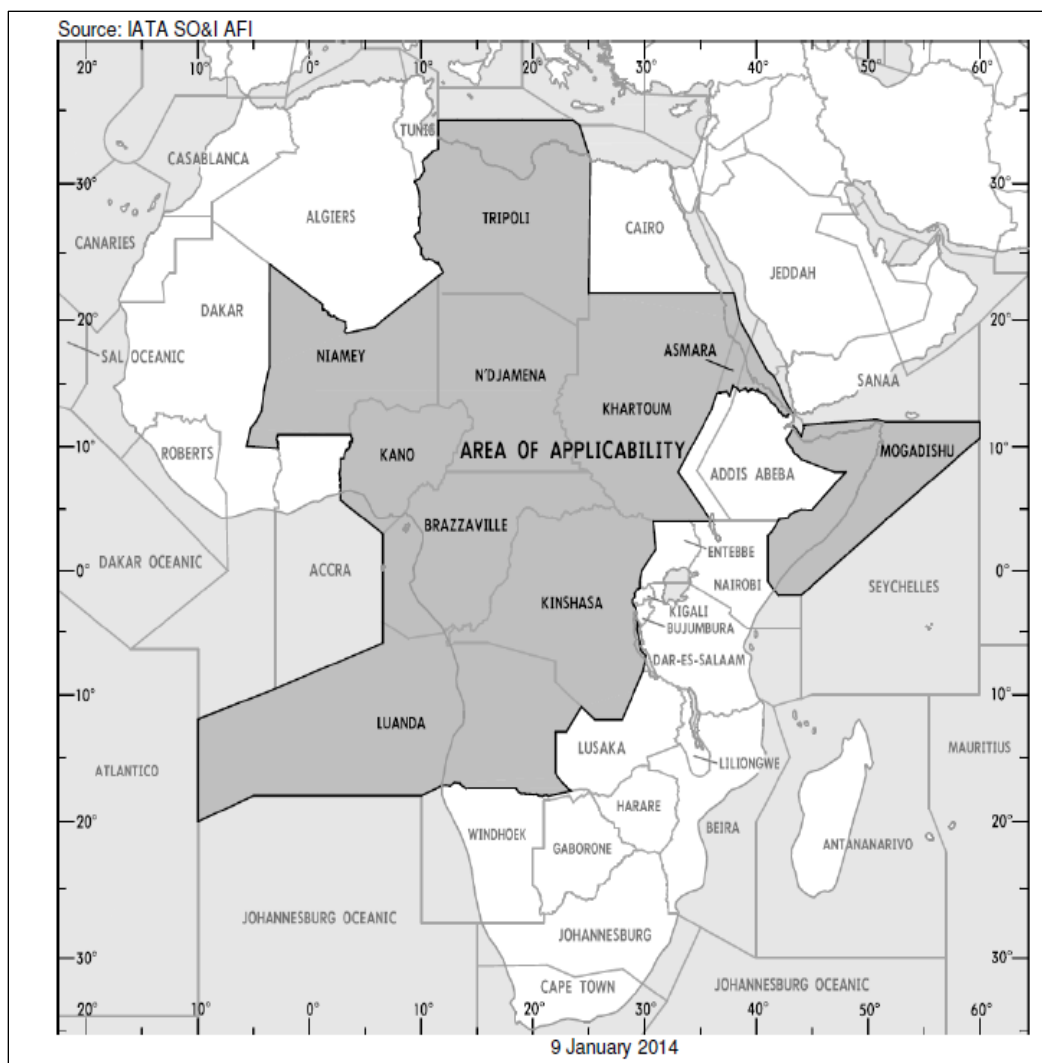 Source: IATA SO&I AFI
20° 10° 0° 10° 20° 30° 40° 50° 60°
TUNIS
CASABLANCA
30° 30°
ALGIERS
TRIPOLI
CAIRO
CANARIES
JEDDAH
DAKAR
20° 20°
SAL OCEANIC
NIAMEY
ASMARA
N'DJAMENA
SANAA
KHARTOUM
10° ROBERTS
KANO
AREA OF APPLICABILITY
MOGADISHU
10°
ADDIS ABEBA
BRAZZAVILLE
DAKAR OCEANIC
ENTEBBE
0° ACCRA
NAIROBI
0°
SEYCHELLES
KINSHASA
KIGALI
BUJUMBURA
DAR-ES-SALAAM
10° 10°
LUANDA
LUSAKA
MAURITIUS
ATLANTICO
LILIONGWE
HARARE
20° 20°
WINDHOEK
BEIRA
GABORONE
ANTANANARIVO
JOHANNESBURG OCEANIC
JOHANNESBURG
30° 30°
CAPE TOWN
JOHANNESBURG OCEANIC
20° 10° 0° 10° 20° 30° 40° 50° 60°
9 January 2014